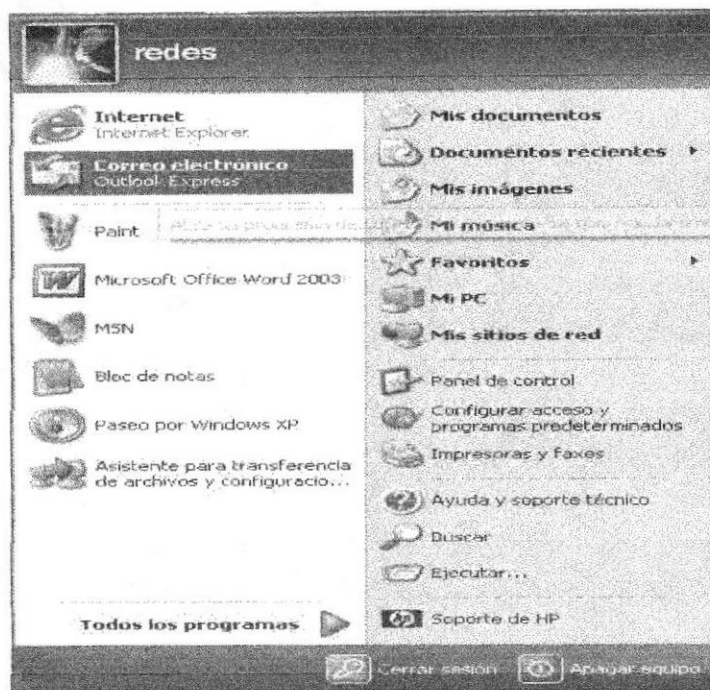 redes
Internet
Internet Explorer
Correo electrónico
Outlook Express
Paint
Microsoft Office Word 2003
MSN
Bloc de notas
Paseo por Windows XP
Asistente para transferencia
de archivos y configuracio...
Todos los programas
Mis documentos
Documentos recientes
Mis imágenes
Mi música
Favoritos
Mi PC
Mis sitios de red
Panel de control
Configurar acceso y
programas predeterminados
Impresoras y faxes
Ayuda y soporte técnico
Buscar
Ejecutar...
Soporte de HP
Cerrar sesión
Apagar equipo